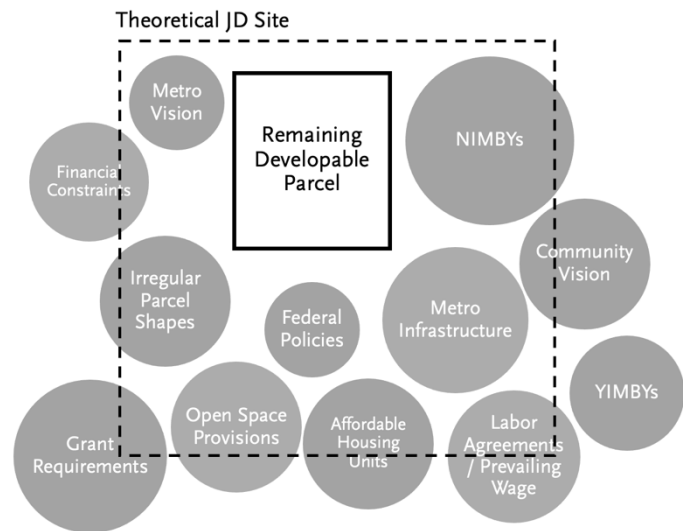 Theoretical JD Site
Metro
Vision
Remaining
Developable
Parcel
NIMBYs
Financial
Constraints
Community
Vision
Irregular
Parcel
Shapes
Federal
Policies
Metro
Infrastructure
YIMBYs
Grant
Requirements
Open Space
Provisions
Affordable
Housing
Units
Labor
Agreements
/ Prevailing
Wage